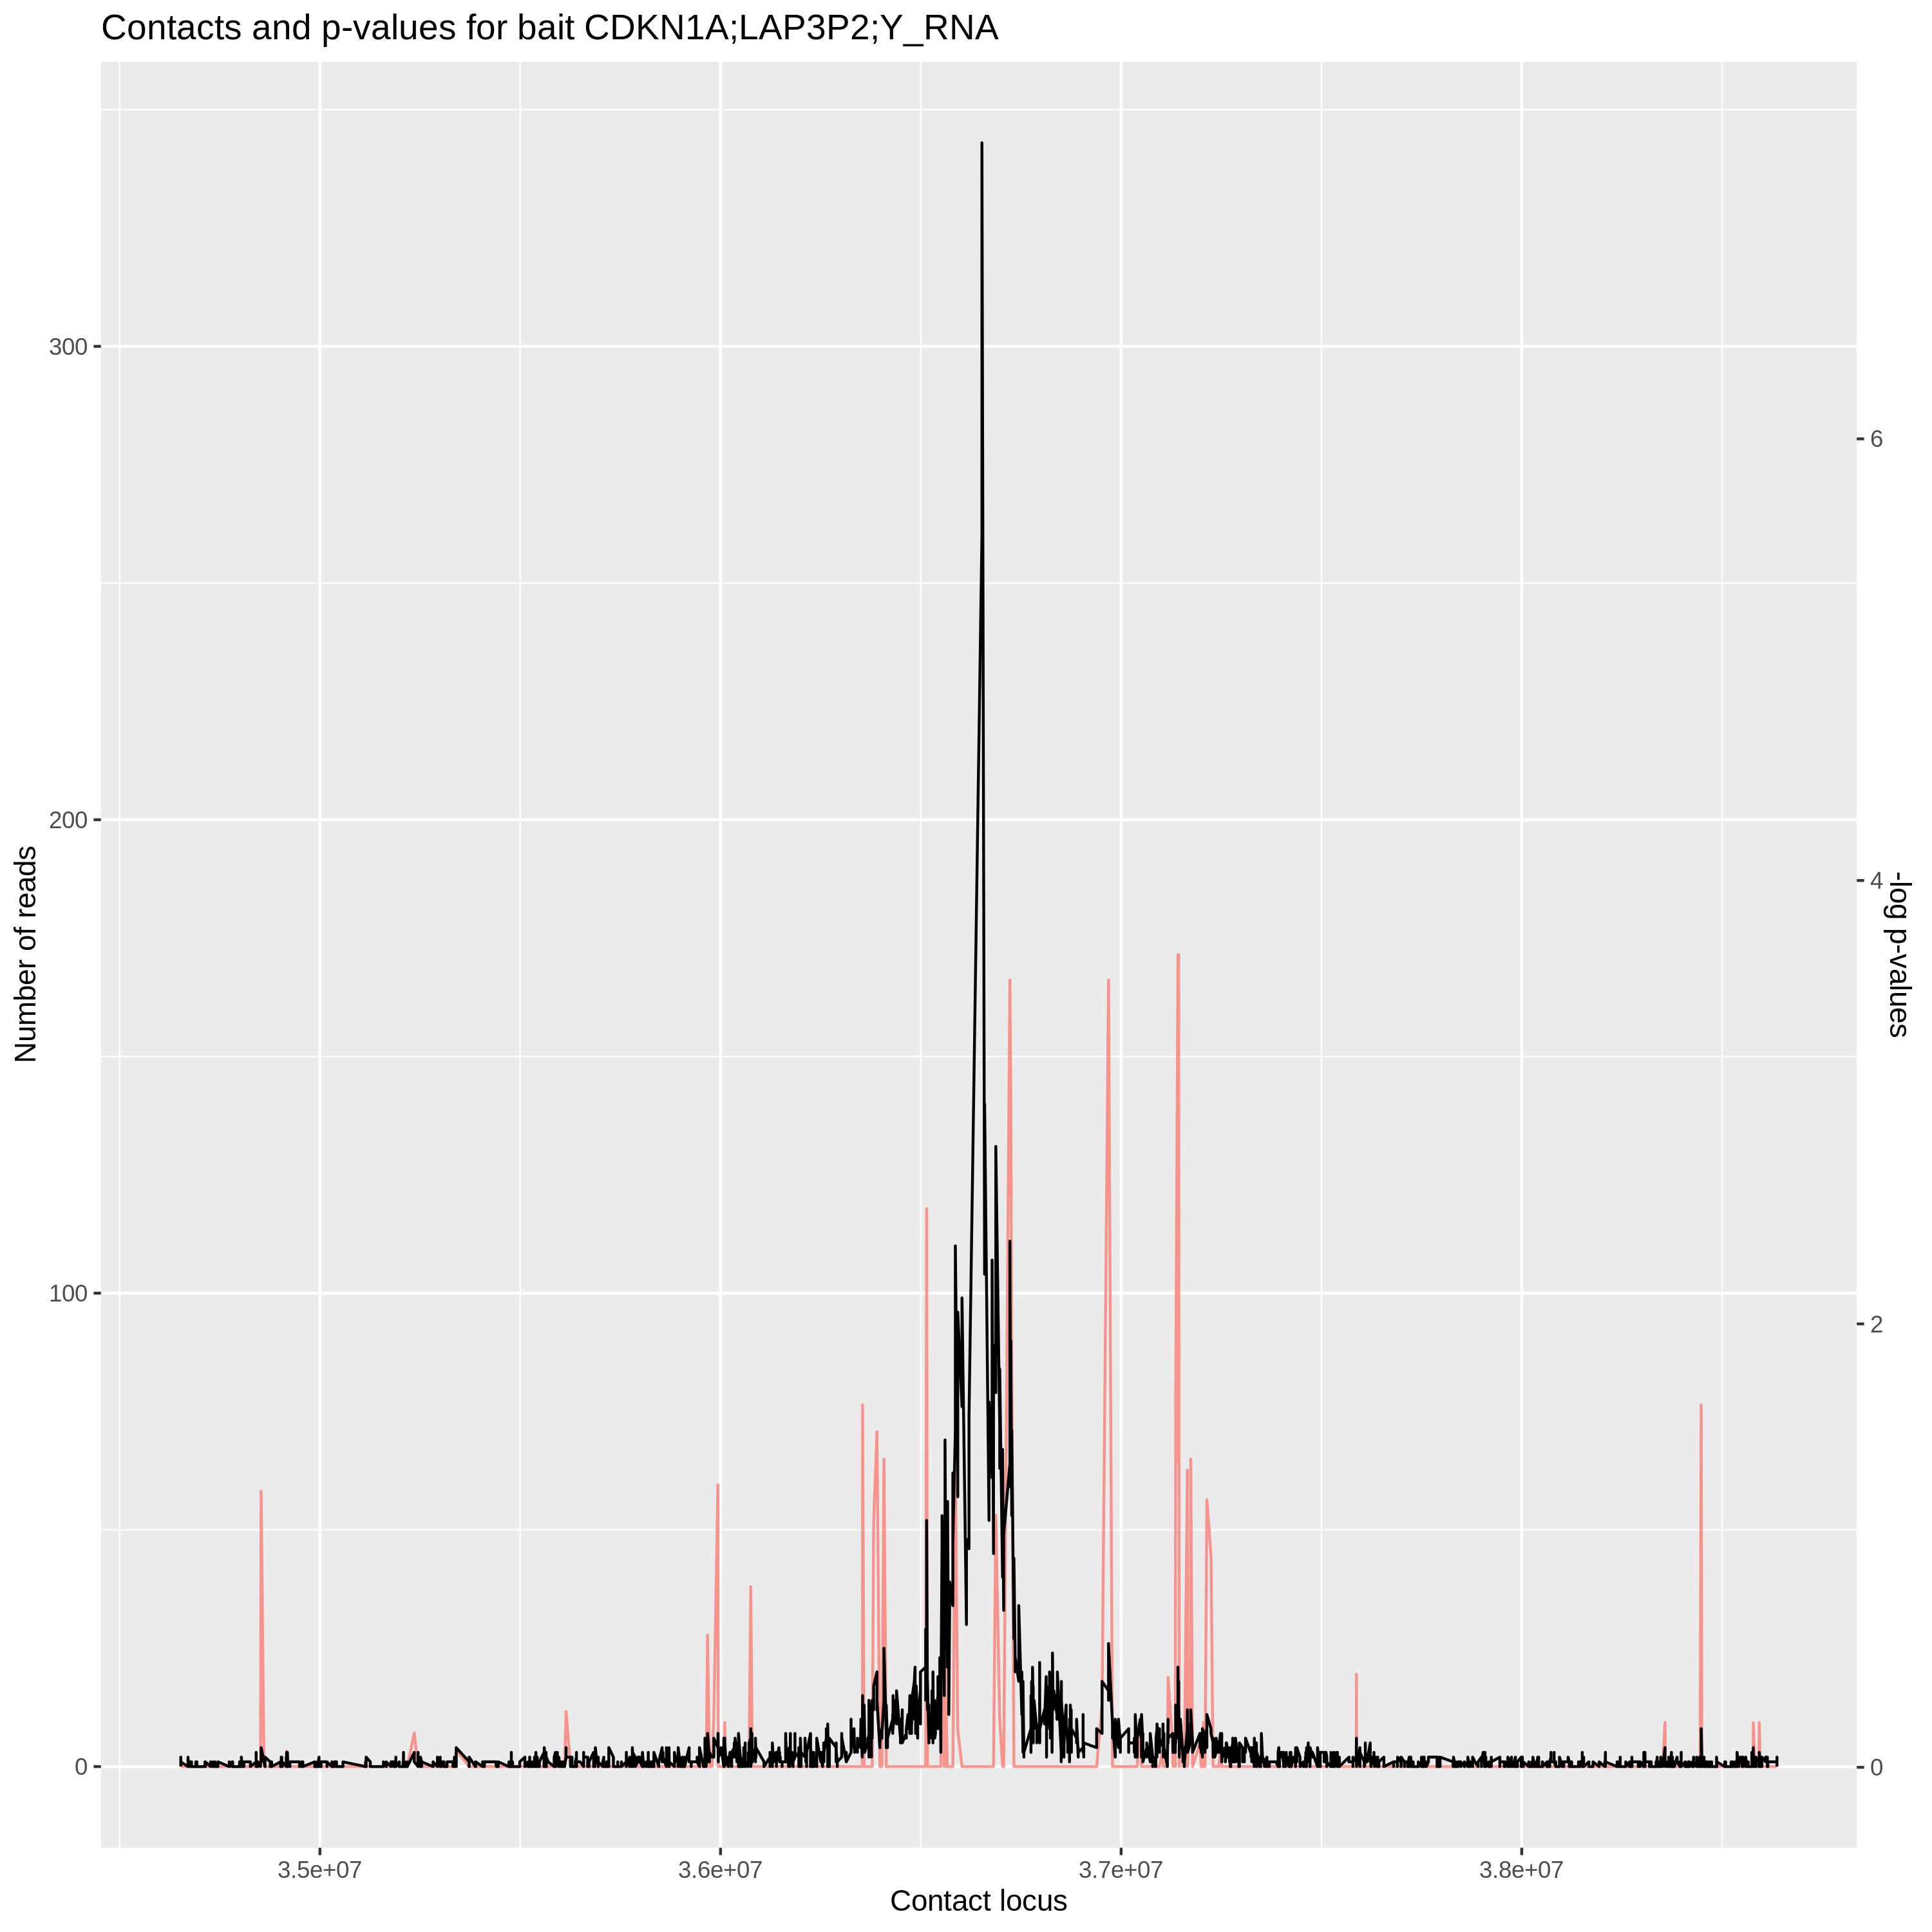 Contacts and p-values for bait CDKN1A;LAP3P2;Y_RNA
300
200
100
0
Number of reads
6
4
2
0
-log p-values
3.5e+07
3.6e+07
3.7e+07
3.8e+07
Contact locus